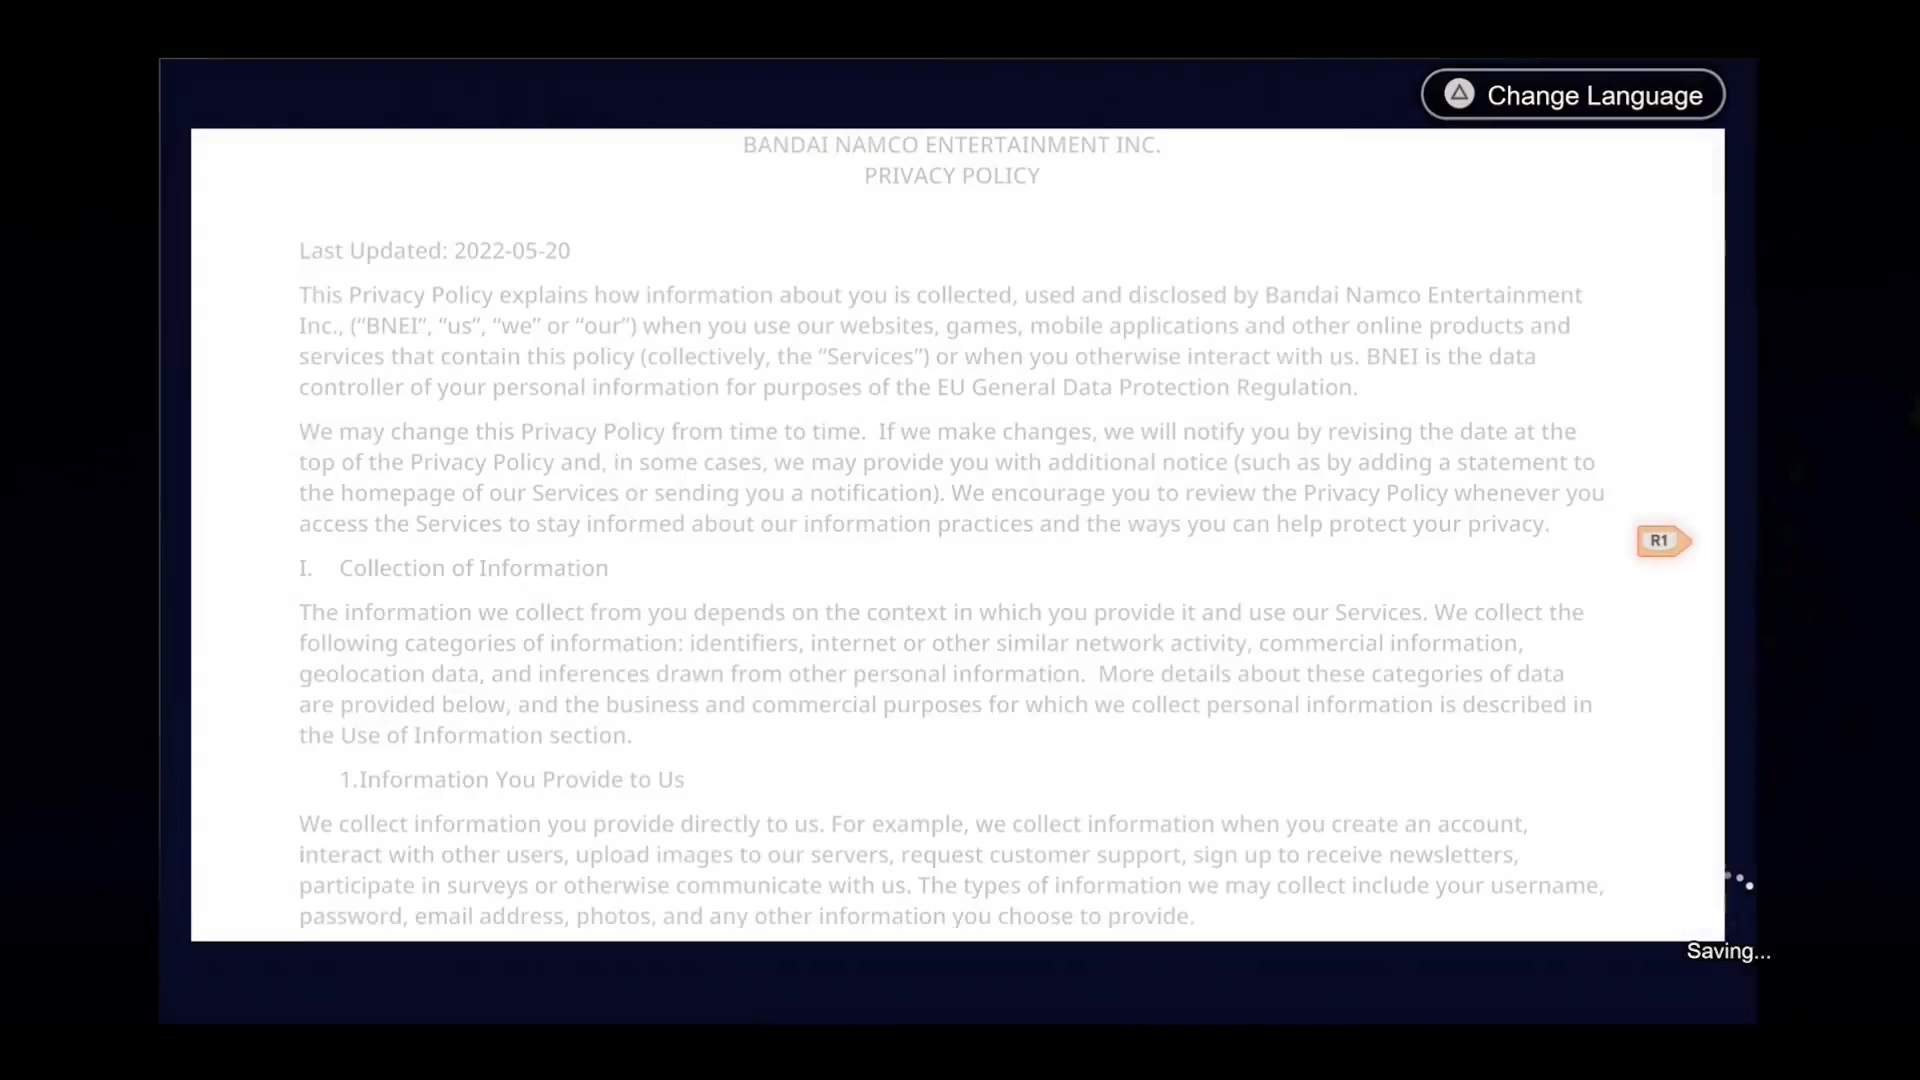 Change Language
BANDAI NAMCO ENTERTAINMENT INC.
PRIVACY POLICY
Last Updated: 2022-05-20
This Privacy Policy explains how information about you is collected, used and disclosed by Bandai Namco Entertainment
Inc., (“BNEI”, “us”, “we” or “our”) when you use our websites, games, mobile applications and other online products and
services that contain this policy (collectively, the “Services”) or when you otherwise interact with us. BNEI is the data
controller of your personal information for purposes of the EU General Data Protection Regulation.
We may change this Privacy Policy from time to time.  If we make changes, we will notify you by revising the date at the
top of the Privacy Policy and, in some cases, we may provide you with additional notice (such as by adding a statement to
the homepage of our Services or sending you a notification). We encourage you to review the Privacy Policy whenever you
access the Services to stay informed about our information practices and the ways you can help protect your privacy.
R1
I. Collection of Information
The information we collect from you depends on the context in which you provide it and use our Services. We collect the
following categories of information: identifiers, internet or other similar network activity, commercial information,
geolocation data, and inferences drawn from other personal information.  More details about these categories of data
are provided below, and the business and commercial purposes for which we collect personal information is described in
the Use of Information section.
1.Information You Provide to Us
We collect information you provide directly to us. For example, we collect information when you create an account,
interact with other users, upload images to our servers, request customer support, sign up to receive newsletters,
participate in surveys or otherwise communicate with us. The types of information we may collect include your username,
password, email address, photos, and any other information you choose to provide.
Saving...